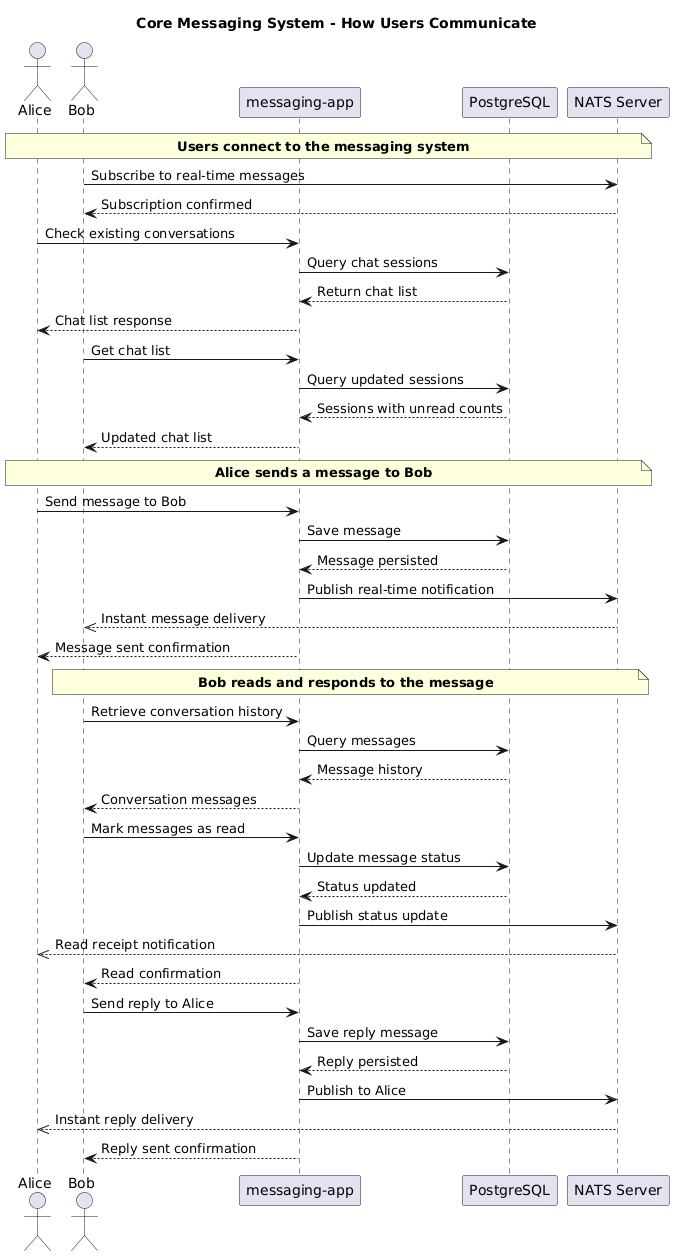 Core Messaging System - How Users Communicate
Alice
Bob
messaging-app
PostgreSQL
NATS Server
Users connect to the messaging system
Subscribe to real-time messages
Subscription confirmed
Check existing conversations
Query chat sessions
Return chat list
Chat list response
Get chat list
Query updated sessions
Sessions with unread counts
Updated chat list
Alice sends a message to Bob
Send message to Bob
Save message
Message persisted
Publish real-time notification
Instant message delivery
Message sent confirmation
Bob reads and responds to the message
Retrieve conversation history
Query messages
Message history
Conversation messages
Mark messages as read
Update message status
Status updated
Publish status update
Read receipt notification
Read confirmation
Send reply to Alice
Save reply message
Reply persisted
Publish to Alice
Instant reply delivery
Reply sent confirmation
Alice
Bob
messaging-app
PostgreSQL
NATS Server